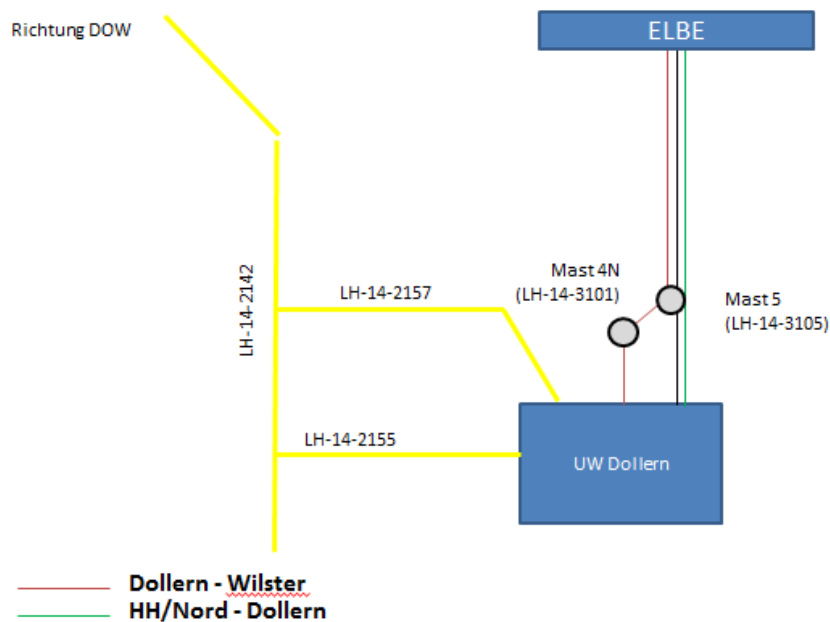 Richtung DOW
ELBE
LH-14-2142
LH-14-2157
Mast 4N
(LH-14-3101)
Mast 5
(LH-14-3105)
LH-14-2155
UW Dollern
Dollern - Wilster
HH/Nord - Dollern